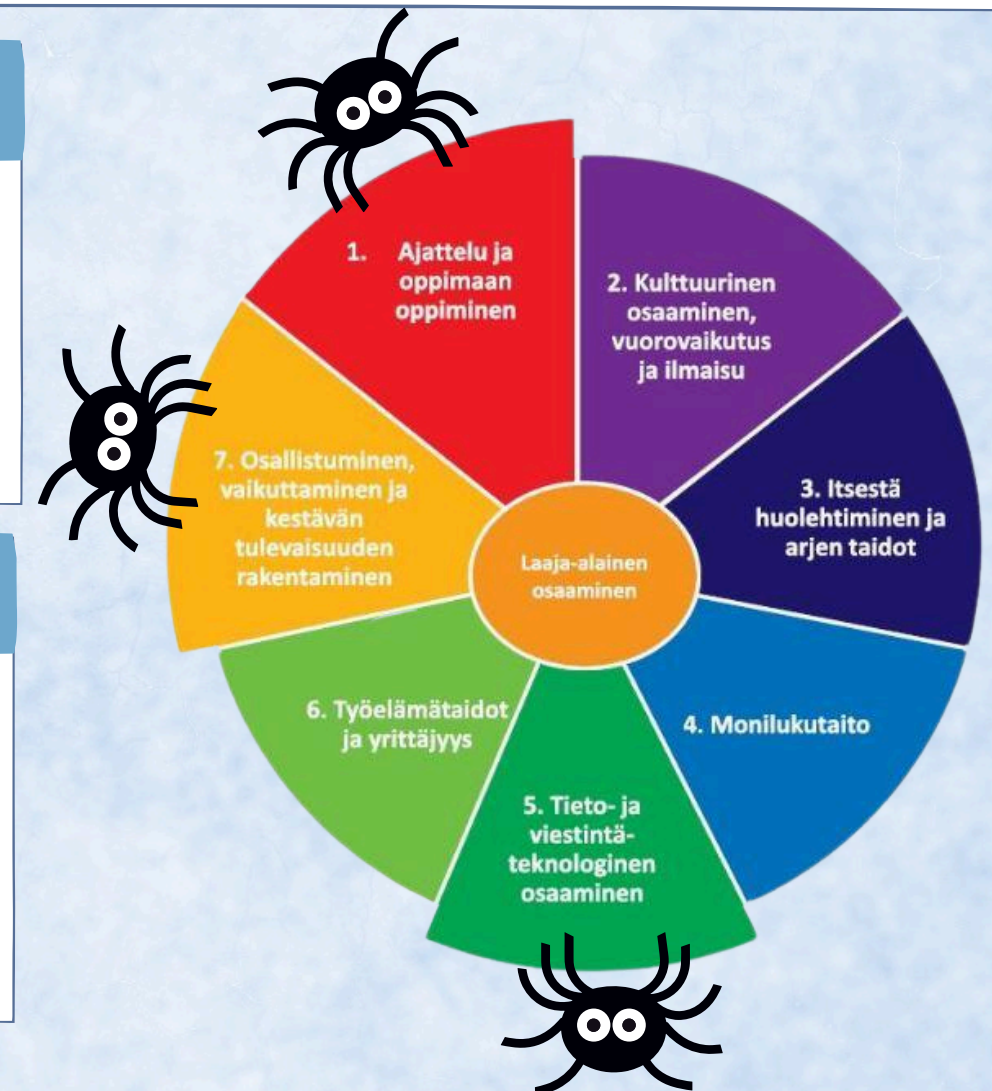 1. Ajattelu ja
oppimaan
oppiminen
2. Kulttuurinen
osaaminen,
vuorovaikutus
ja ilmaisu
3. Itsestä
huolehtiminen ja
arjen taidot
4. Monilukutaito
5. Tieto- ja
viestintä-
teknologinen
osaaminen
6. Työelämätaidot
ja yrittäjyys
7. Osallistuminen,
vaikuttaminen ja
kestävän
tulevaisuuden
rakentaminen
Laaja-alainen
osaaminen